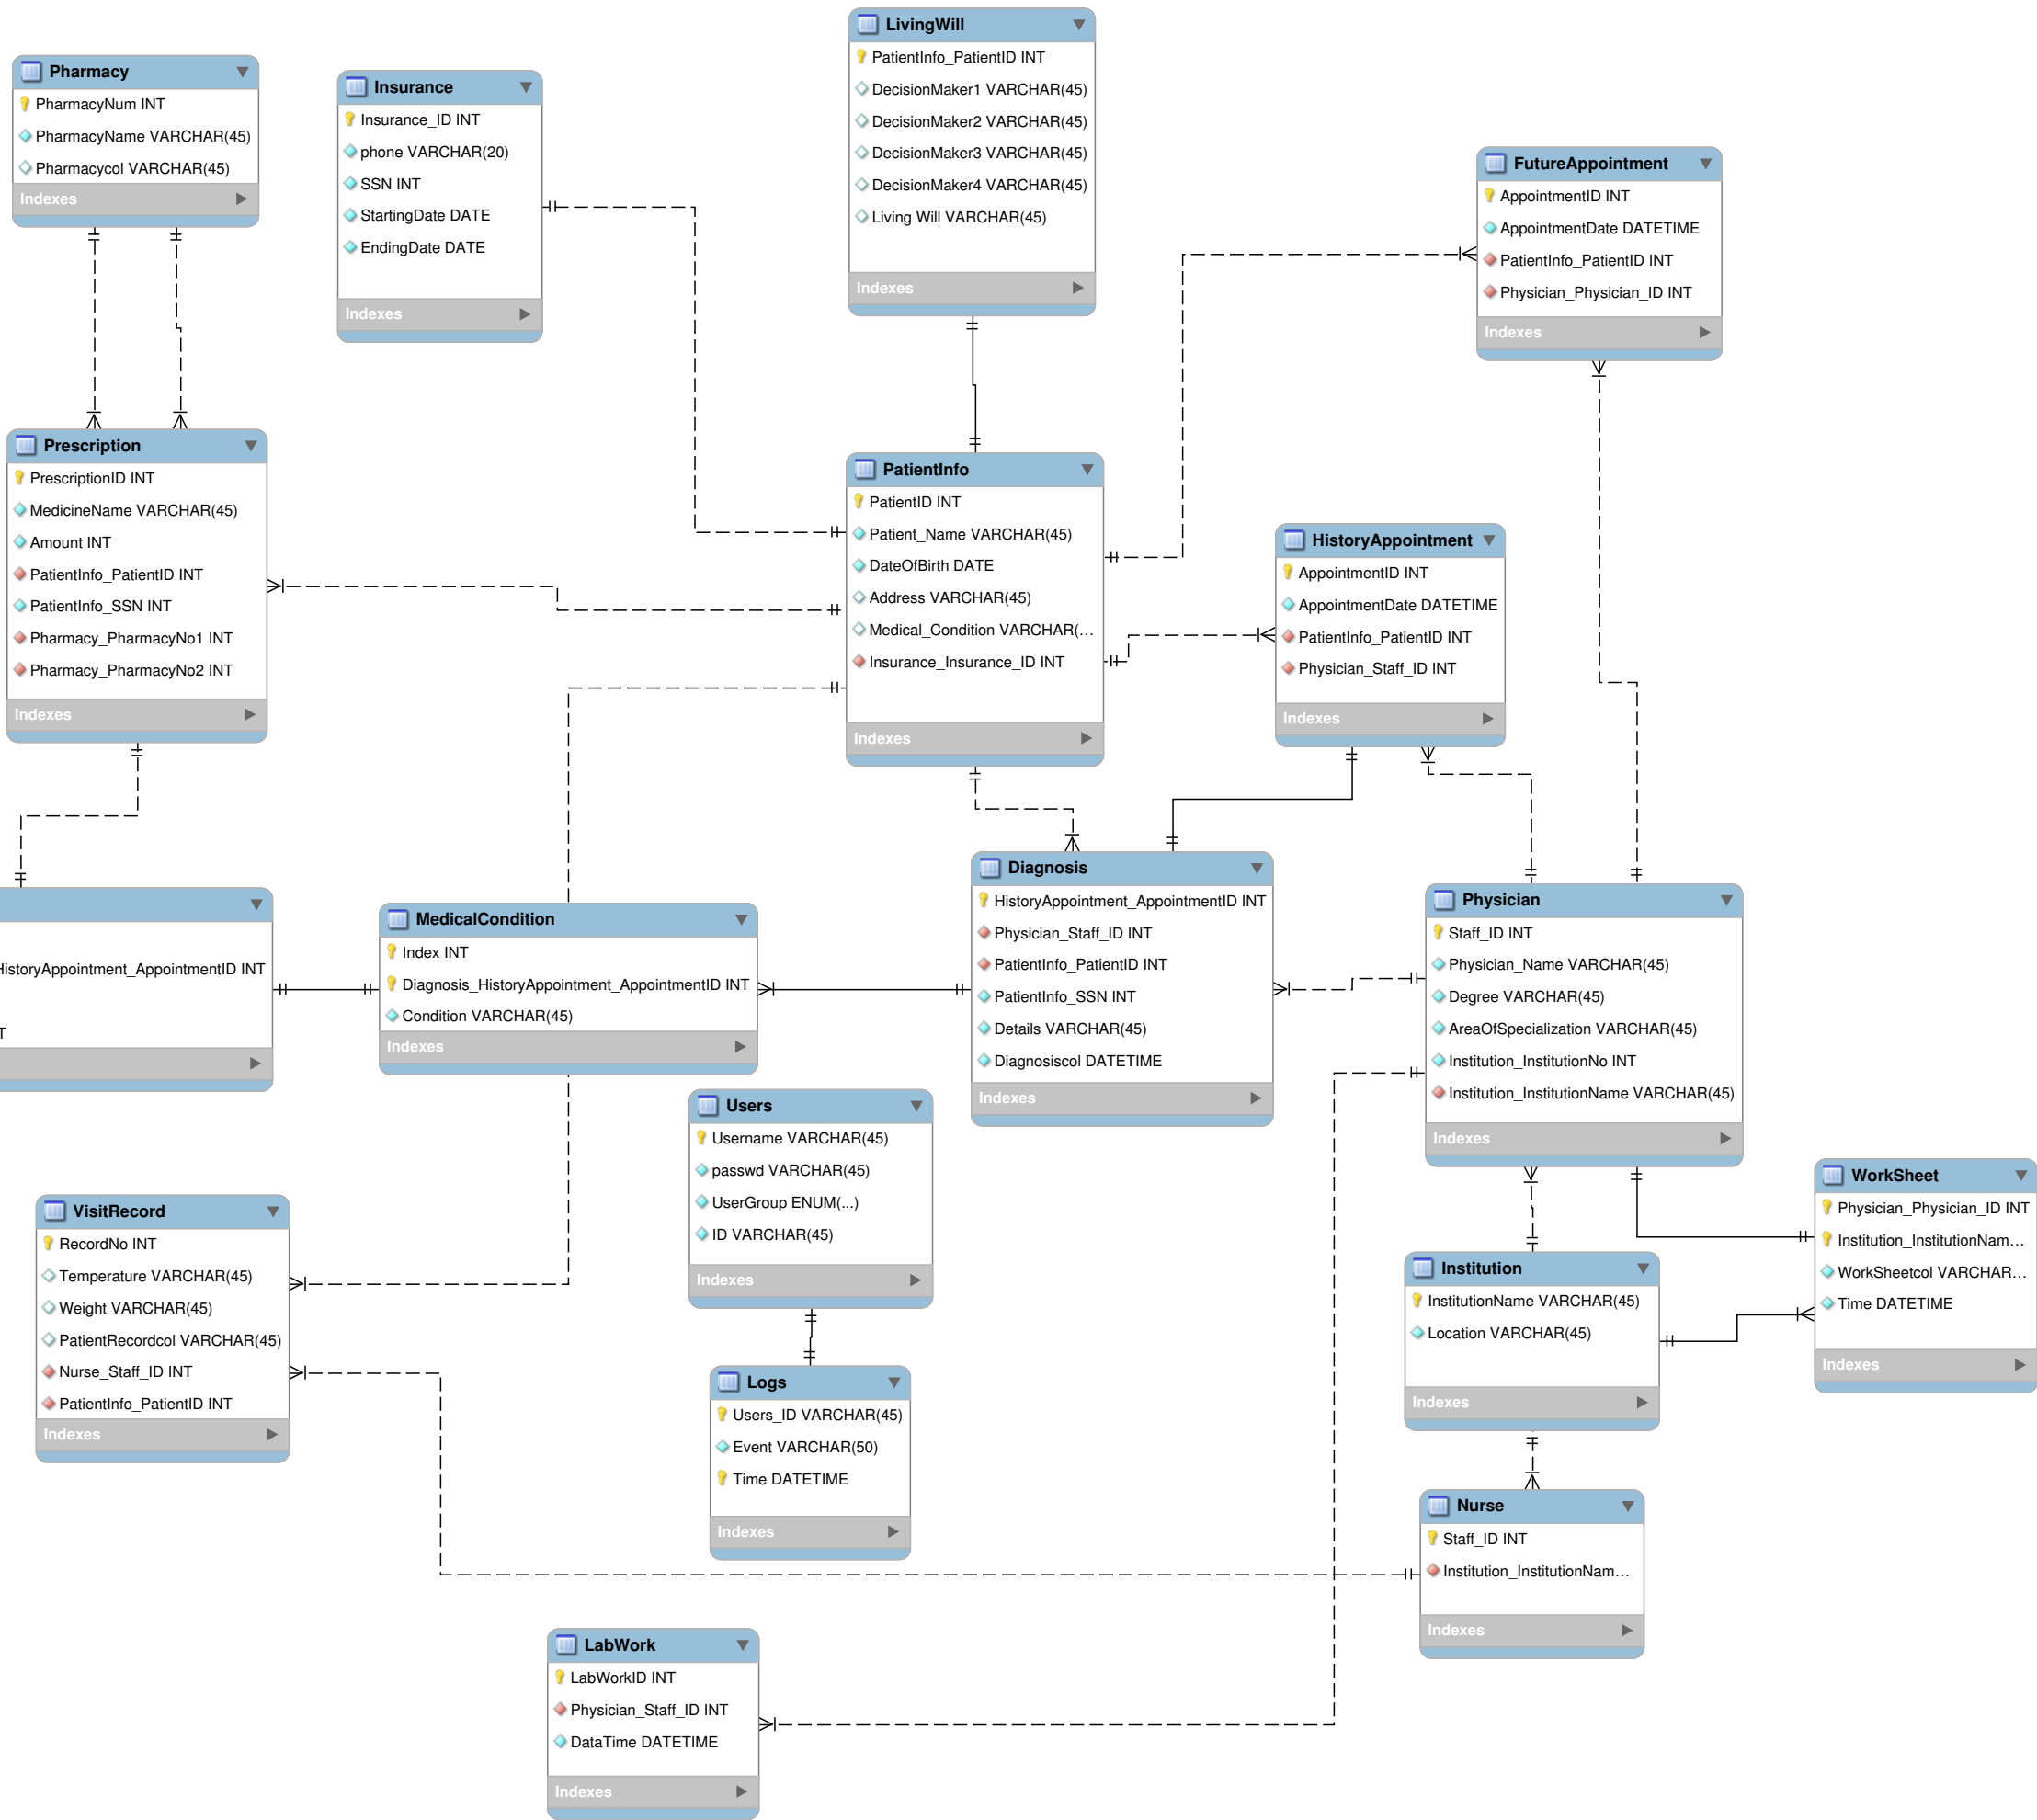 LivingWill
PatientInfo_PatientID INT
DecisionMaker1 VARCHAR(45)
DecisionMaker2 VARCHAR(45)
DecisionMaker3 VARCHAR(45)
DecisionMaker4 VARCHAR(45)
Living Will VARCHAR(45)
Indexes
Pharmacy
PharmacyNum INT
PharmacyName VARCHAR(45)
Pharmacycol VARCHAR(45)
Indexes
Insurance
Insurance_ID INT
phone VARCHAR(20)
SSN INT
StartingDate DATE
EndingDate DATE
Indexes
FutureAppointment
AppointmentID INT
AppointmentDate DATETIME
PatientInfo_PatientID INT
Physician_Physician_ID INT
Indexes
Prescription
PrescriptionID INT
MedicineName VARCHAR(45)
Amount INT
PatientInfo_PatientID INT
PatientInfo_SSN INT
Pharmacy_PharmacyNo1 INT
Pharmacy_PharmacyNo2 INT
Indexes
PatientInfo
PatientID INT
Patient_Name VARCHAR(45)
DateOfBirth DATE
Address VARCHAR(45)
Medical_Condition VARCHAR(...
Insurance_Insurance_ID INT
Indexes
HistoryAppointment
AppointmentID INT
AppointmentDate DATETIME
PatientInfo_PatientID INT
Physician_Staff_ID INT
Indexes
HistoryAppointment_AppointmentID INT
T
MedicalCondition
Index INT
Diagnosis_HistoryAppointment_AppointmentID INT
Condition VARCHAR(45)
Indexes
Diagnosis
HistoryAppointment_AppointmentID INT
Physician_Staff_ID INT
PatientInfo_PatientID INT
PatientInfo_SSN INT
Details VARCHAR(45)
Diagnosiscol DATETIME
Indexes
Physician
Staff_ID INT
Physician_Name VARCHAR(45)
Degree VARCHAR(45)
AreaOfSpecialization VARCHAR(45)
Institution_InstitutionNo INT
Institution_InstitutionName VARCHAR(45)
Indexes
Users
Username VARCHAR(45)
passwd VARCHAR(45)
UserGroup ENUM(...)
ID VARCHAR(45)
Indexes
WorkSheet
Physician_Physician_ID INT
Institution_InstitutionNam...
WorkSheetcol VARCHAR...
Time DATETIME
Indexes
VisitRecord
RecordNo INT
Temperature VARCHAR(45)
Weight VARCHAR(45)
PatientRecordcol VARCHAR(45)
Nurse_Staff_ID INT
PatientInfo_PatientID INT
Indexes
Institution
InstitutionName VARCHAR(45)
Location VARCHAR(45)
Indexes
Logs
Users_ID VARCHAR(45)
Event VARCHAR(50)
Time DATETIME
Indexes
Nurse
Staff_ID INT
Institution_InstitutionNam...
Indexes
LabWork
LabWorkID INT
Physician_Staff_ID INT
DataTime DATETIME
Indexes